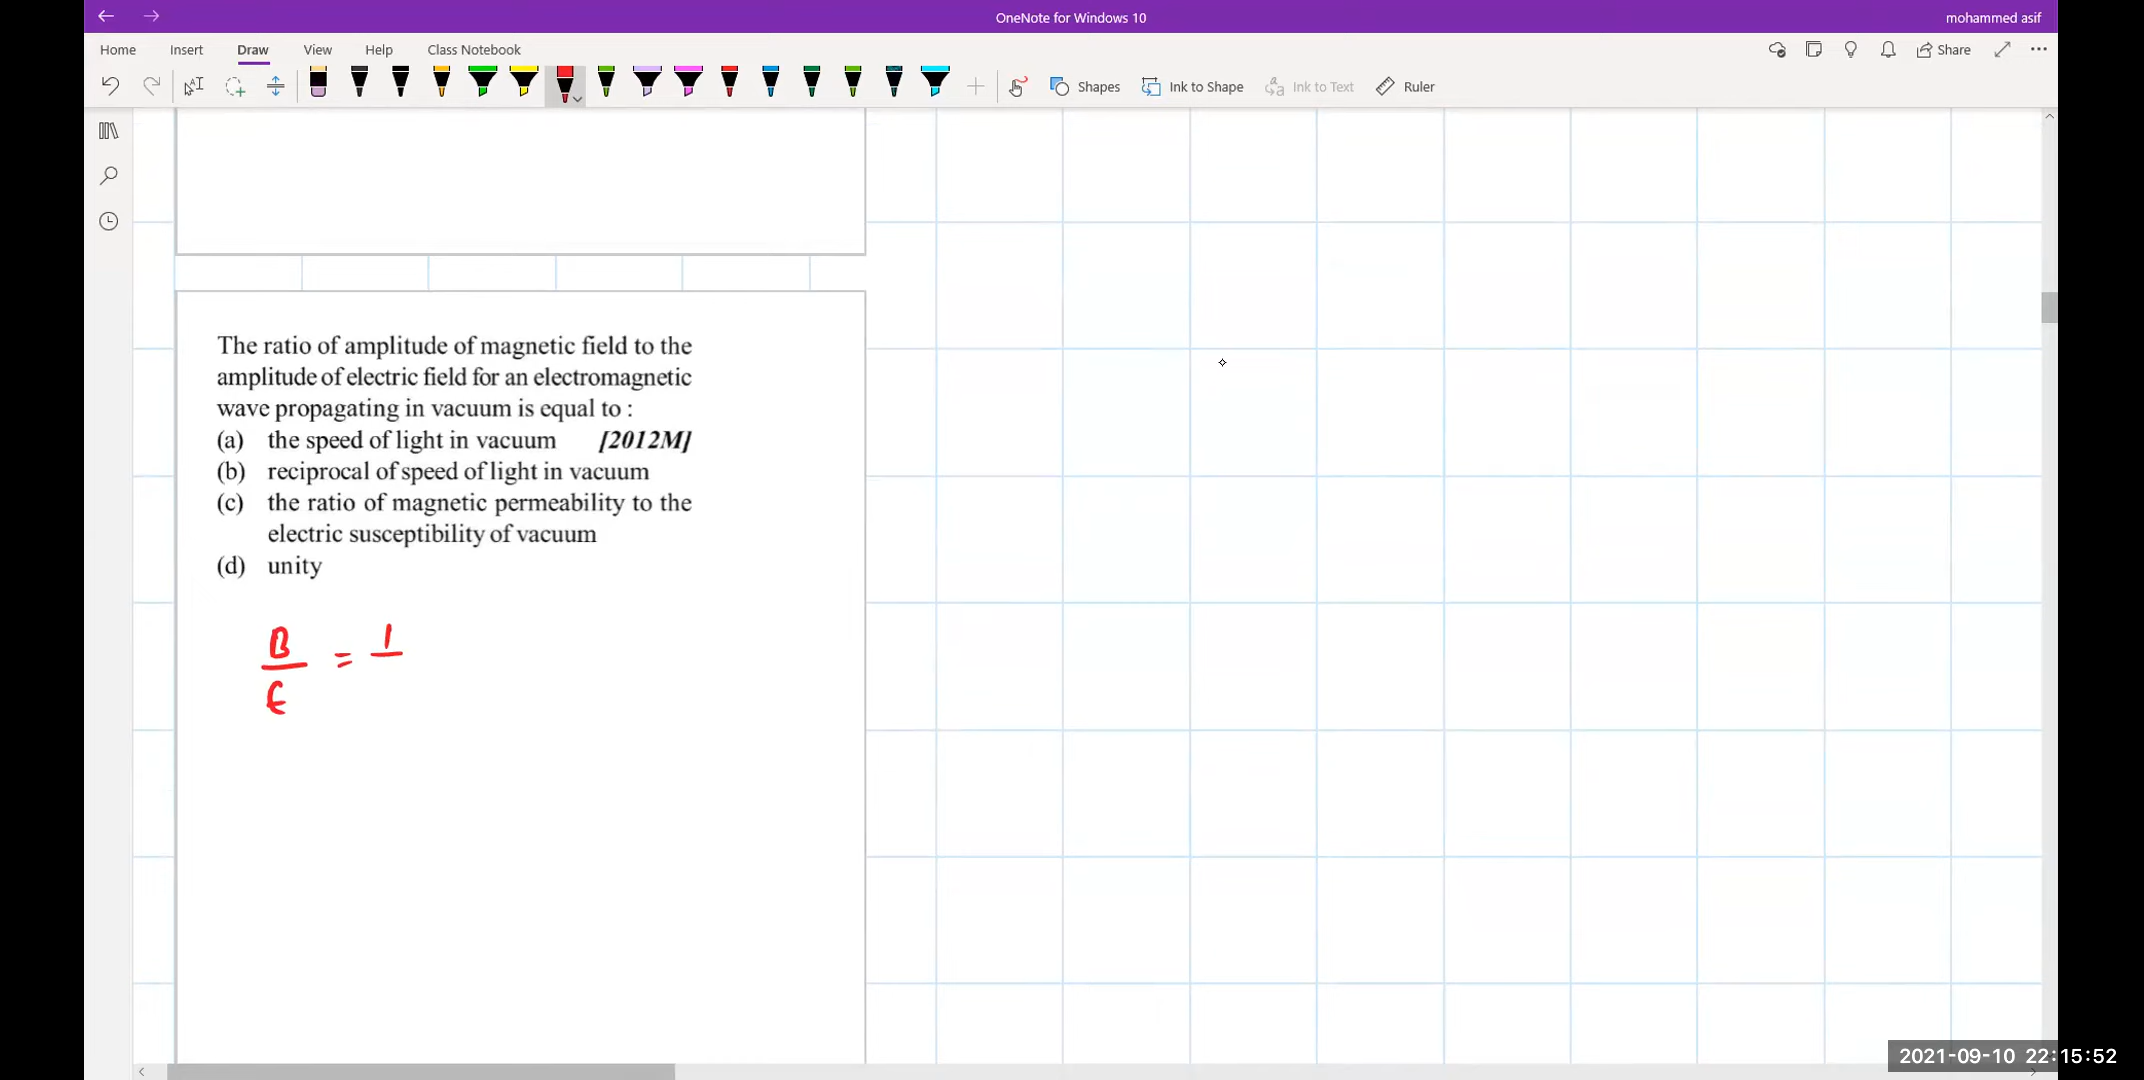 OneNote for Windows 10
mohammed asif
Home Insert Draw View Help Class Notebook
Share
Shapes Ink to Shape Ink to Text Ruler
The ratio of amplitude of magnetic field to the
amplitude of electric field for an electromagnetic
wave propagating in vacuum is equal to :
(a) the speed of light in vacuum [2012M]
(b) reciprocal of speed of light in vacuum
(c) the ratio of magnetic permeability to the
electric susceptibility of vacuum
(d) unity
B = 1
E
2021-09-10 22:15:52